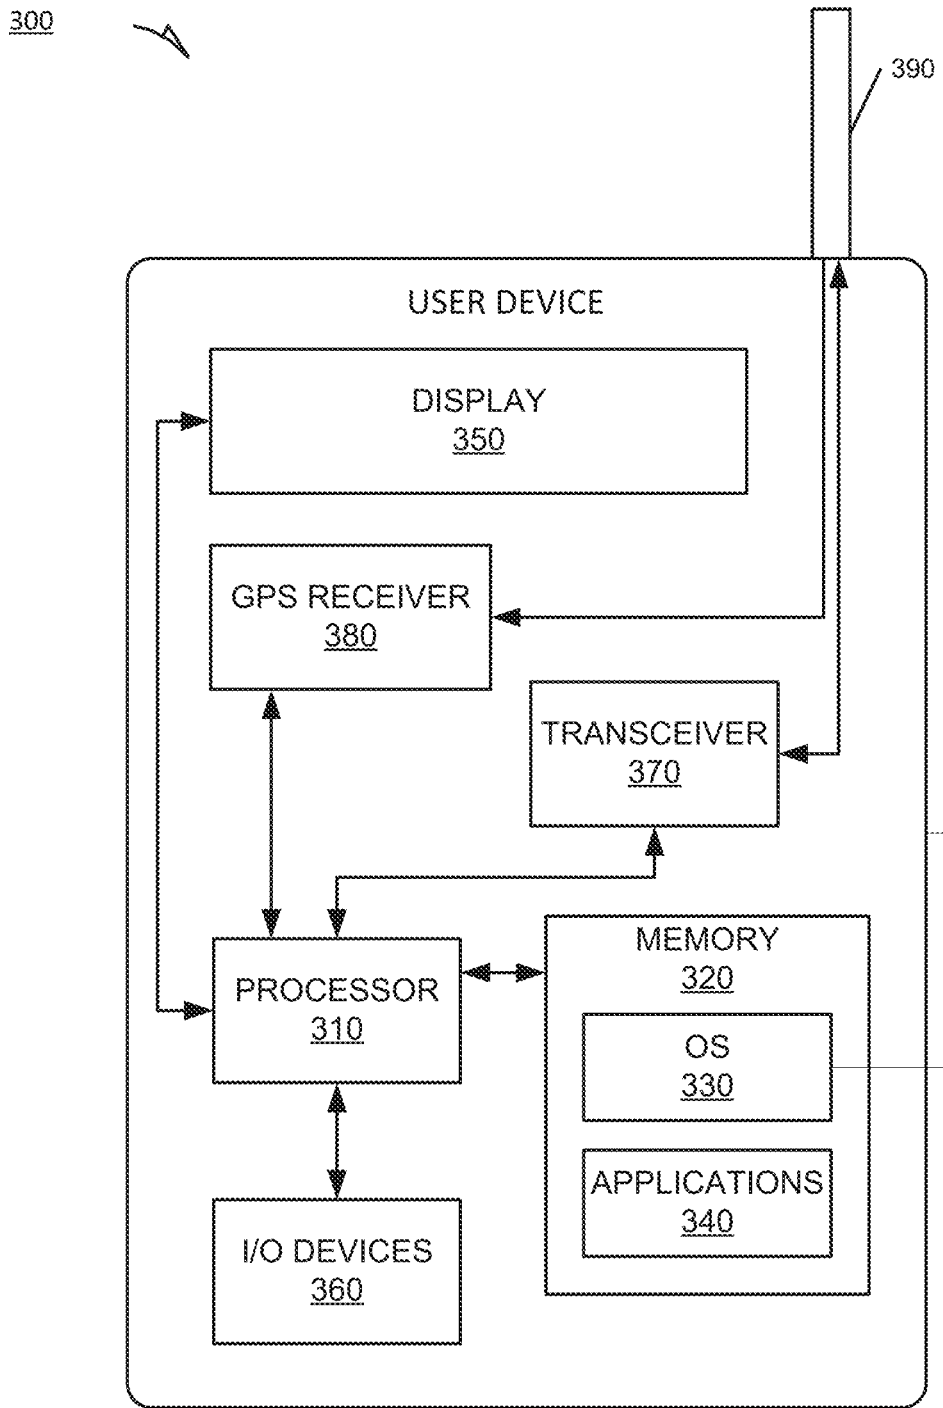 300
390
USER DEVICE
DISPLAY
350
GPS RECEIVER
380
TRANSCEIVER
370
MEMORY
320
PROCESSOR
310
OS
330
APPLICATIONS
340
I/O DEVICES
360